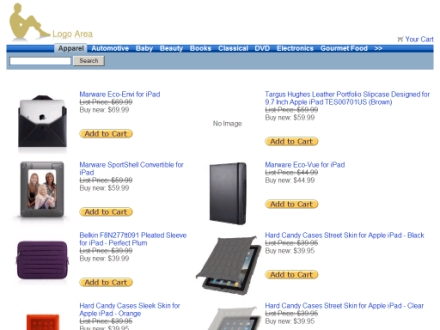 Logo Area
Your Cart
Apparel Automotive Baby Beauty Books Classical DVD Electronics Gourmet Food >>
Search
Marware Eco-Envi for iPad
List Price: $69.99
Buy new: $69.99
Add to Cart
Targus Hughes Leather Portfolio Slipcase Designed for
9.7 Inch Apple iPad TES00701US (Brown)
List Price: $59.99
Buy new: $59.99
No Image
Add to Cart
Marware SportShell Convertible for
iPad
List Price: $59.99
Buy new: $59.99
Add to Cart
Marware Eco-Vue for iPad
List Price: $44.99
Buy new: $44.99
Add to Cart
Belkin F8N277tt091 Pleated Sleeve
for iPad - Perfect Plum
List Price: $39.99
Buy new: $39.99
Add to Cart
Hard Candy Cases Street Skin for Apple iPad - Black
List Price: $39.95
Buy new: $39.95
Add to Cart
Hard Candy Cases Sleek Skin for
Apple iPad - Orange
List Price: $39.95
Buy new: $39.95
Hard Candy Cases Street Skin for Apple iPad - Clear
List Price: $39.95
Buy new: $39.95